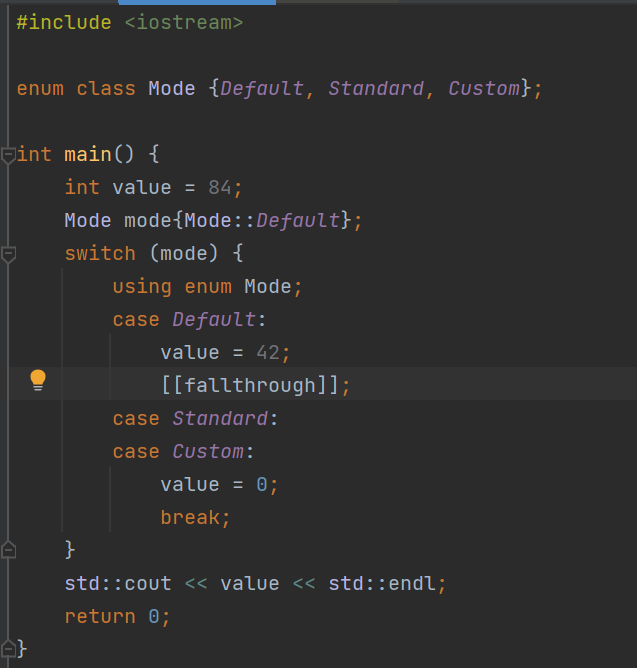 #include <iostream>
enum class Mode {Default, Standard, Custom};
int main() {
    int value = 84;
    Mode mode{Mode::Default};
    switch (mode) {
        using enum Mode;
        case Default:
            value = 42;
            [[fallthrough]];
        case Standard:
        case Custom:
            value = 0;
            break;
    }
    std::cout << value << std::endl;
    return 0;
}